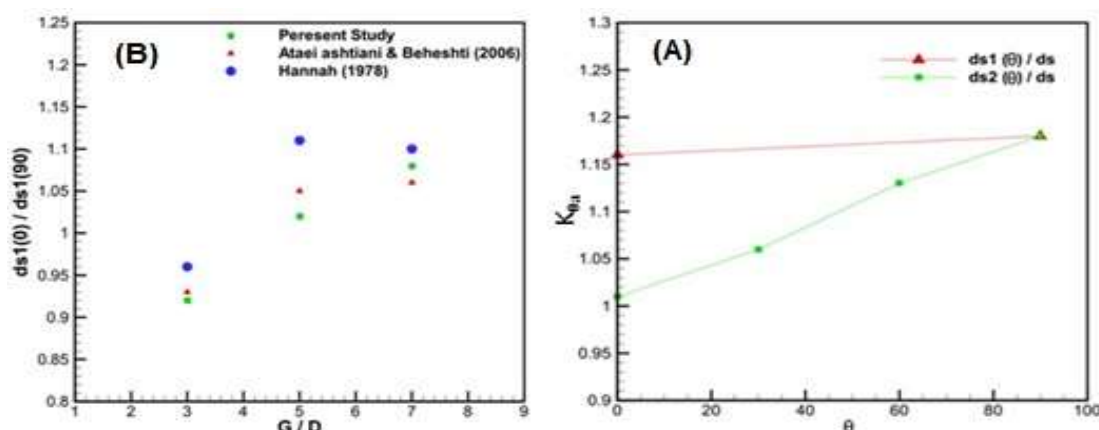 (B)
Peresent Study
Ataei ashtiani & Beheshti (2006)
Hannah (1978)
1.25
1.2
1.15
1.1
1.05
1
0.95
0.9
0.85
0.8
ds1(0) / ds1(90)
1 2 3 4 5 6 7 8 9
G / D
(A)
ds1 (θ) / ds
ds2 (θ) / ds
1.3
1.25
1.2
1.15
1.1
1.05
1
0.95
0.9
Kθa
0 20 40 60 80 100
θ